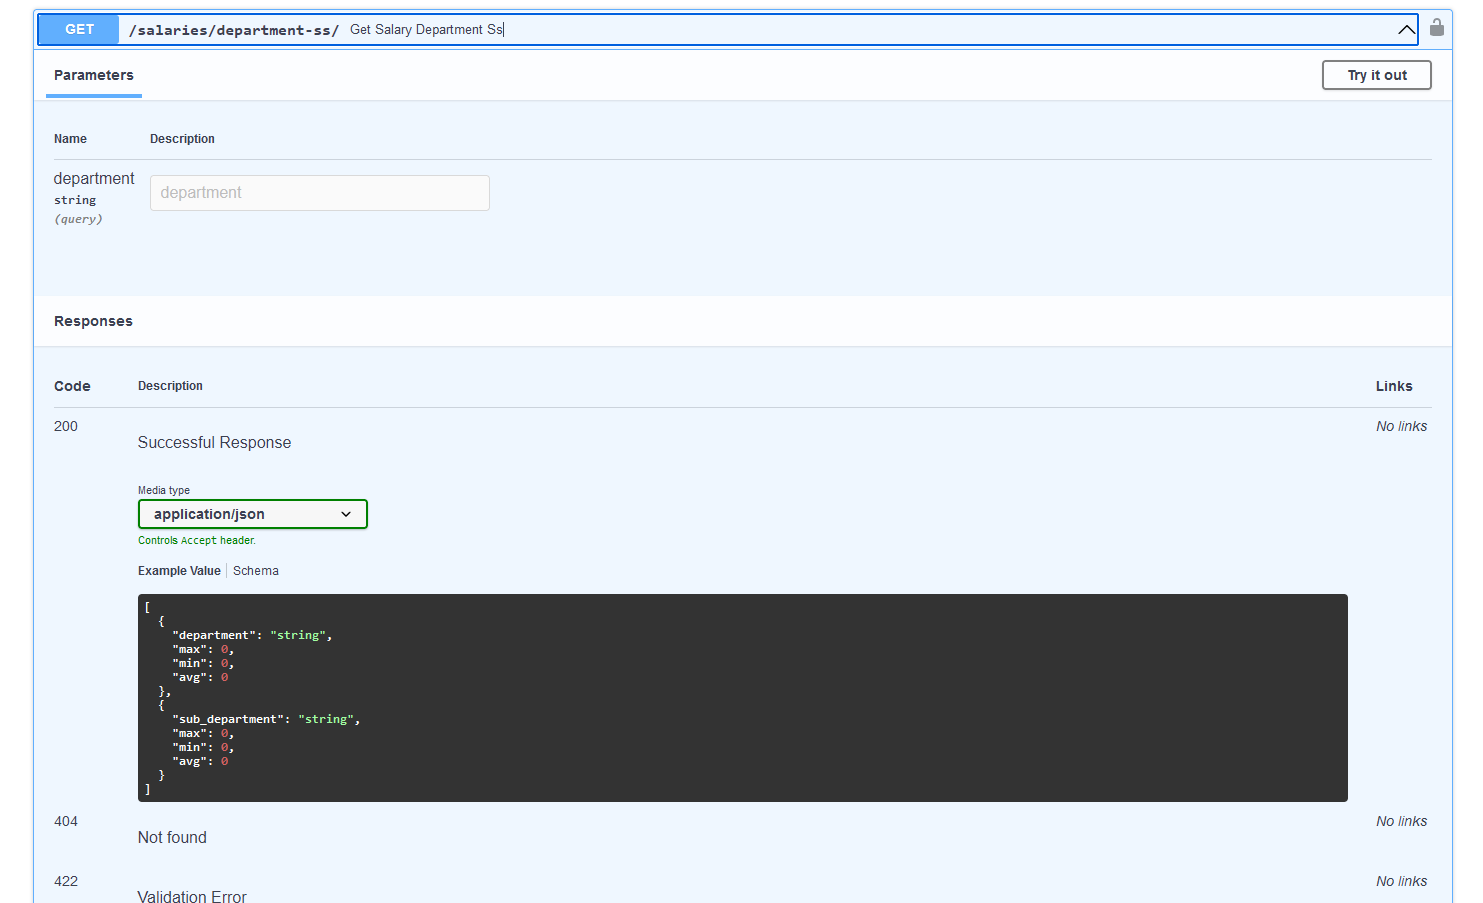 GET /salaries/department-ss/ Get Salary Department Ss
Parameters
Try it out
Name Description
department
string
(query)
department
Responses
Code Description Links
200 No links
Successful Response
Media type
application/json
Controls Accept header.
Example Value Schema
[
  {
    "department": "string",
    "max": 0,
    "min": 0,
    "avg": 0
  },
  {
    "sub_department": "string",
    "max": 0,
    "min": 0,
    "avg": 0
  }
]
404 No links
Not found
422 No links
Validation Error